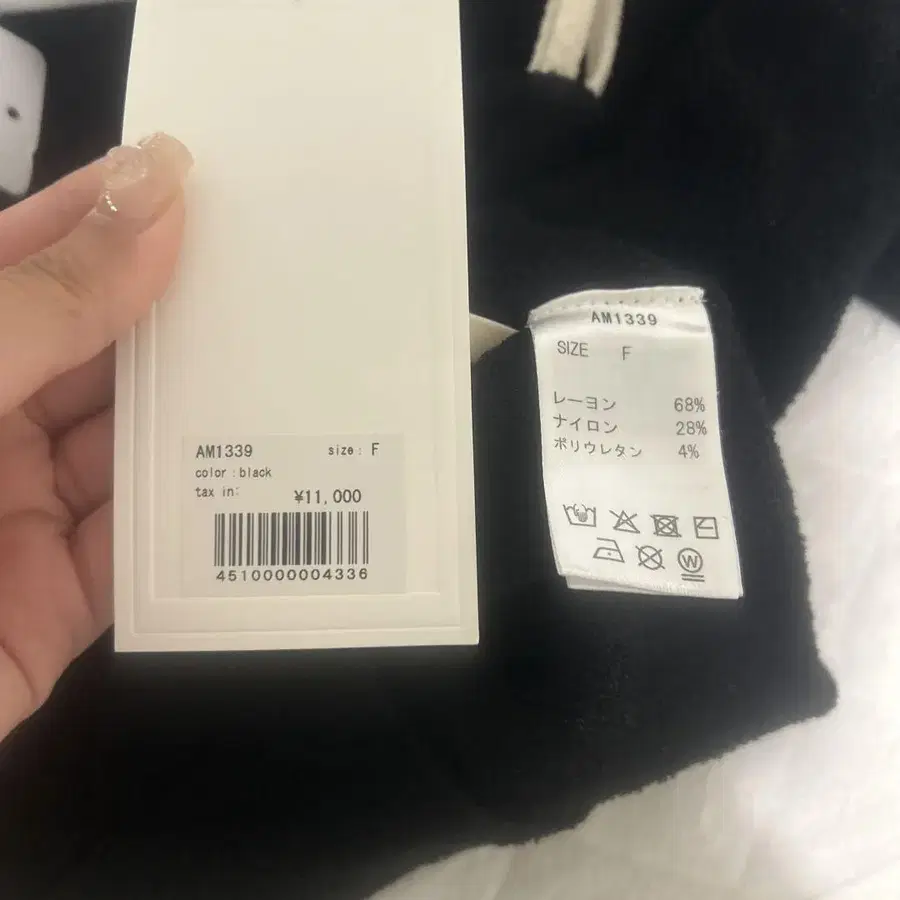 AM1339 size: F
color:black
tax in: ¥11,000
4510000004336
AM1339
SIZE F
レーヨン 68%
ナイロン 28%
ポリウレタン 4%
W